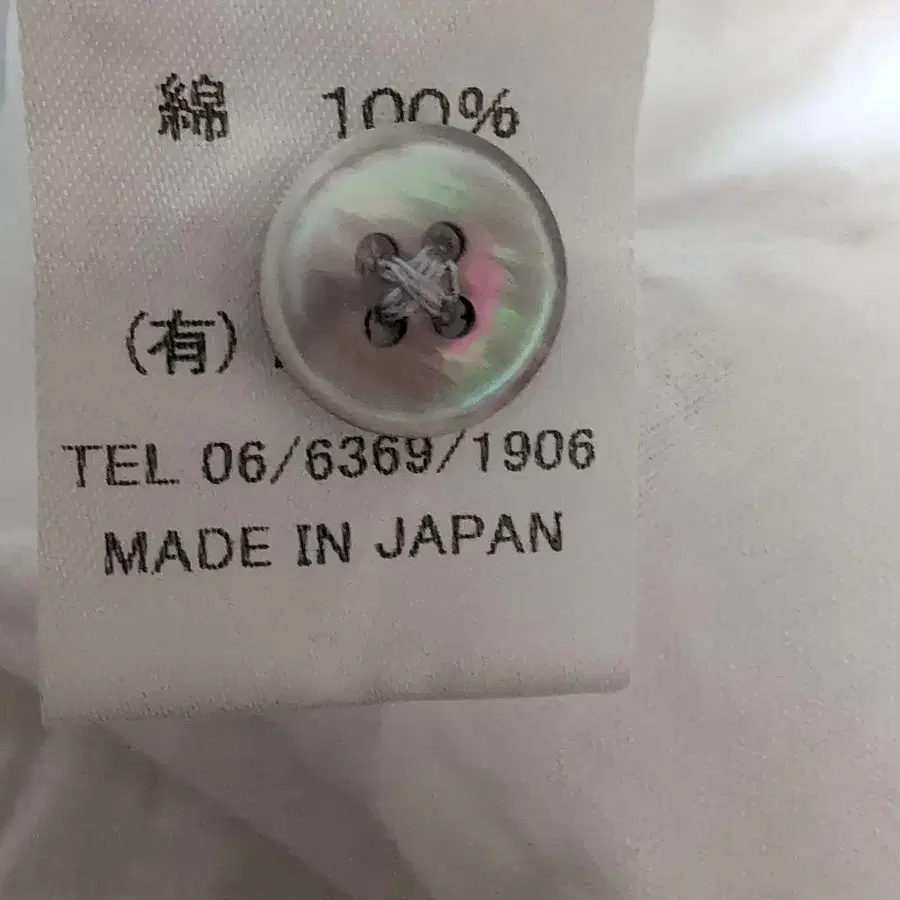 綿 100%
(有)
TEL 06/6369/1906
MADE IN JAPAN